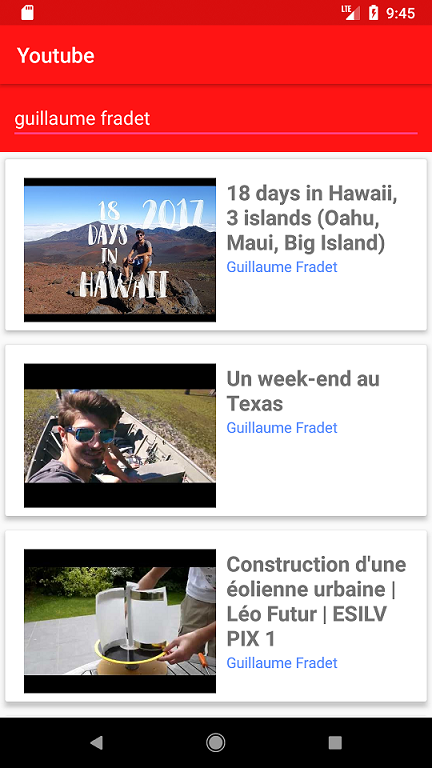 LTE 9:45
Youtube
guillaume fradet
18
DAYS
IN
HAWAII
2017
18 days in Hawaii,
3 islands (Oahu,
Maui, Big Island)
Guillaume Fradet
Un week-end au
Texas
Guillaume Fradet
Construction d'une
éolienne urbaine |
Léo Futur | ESILV
PIX 1
Guillaume Fradet